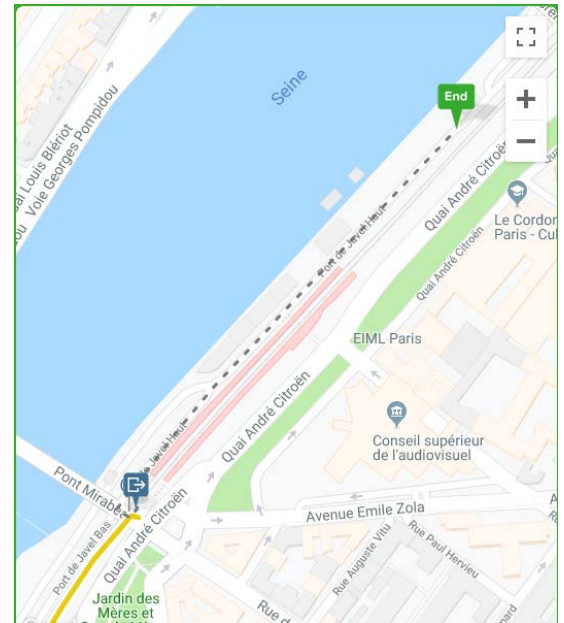 Seine
End
+
−
Voie Georges Pompidou
Louis Blériot
Quai André Citroën
Le Cordon
Paris - Cul
Port de Javel Haut
Quai André Citroën
EIML Paris
Quai André Citroën
Conseil supérieur
de l'audiovisuel
Pont Mirabeau
Avenue Emile Zola
Port de Javel Bas
Quai André Citroën
Rue Auguste Vitu
Rue Paul Hervieu
Jardin des
Mères et
Rue d